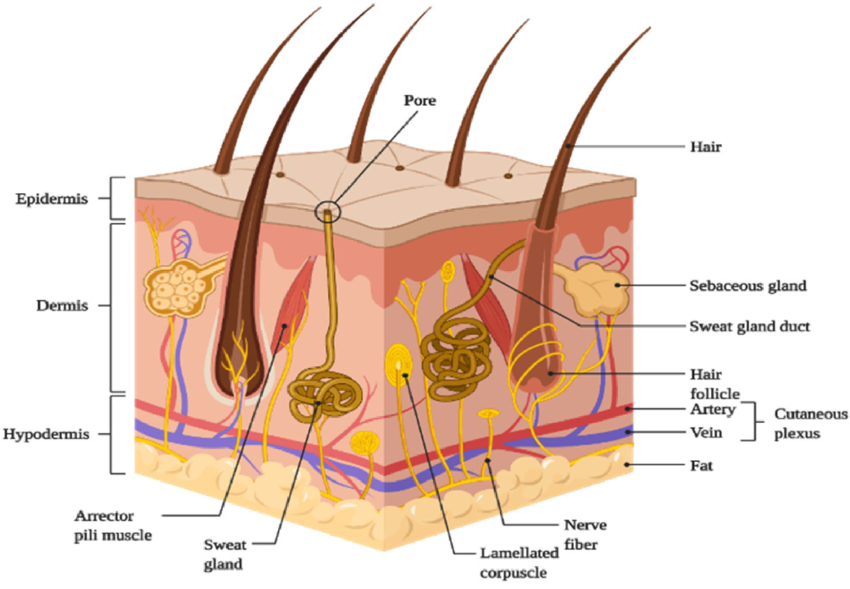 Pore
Hair
Epidermis
Dermis
Sebaceous gland
Sweat gland duct
Hair
follicle
Artery
Vein
Cutaneous
plexus
Hypodermis
Fat
Arrector
pili muscle
Sweat
gland
Lamellated
corpuscle
Nerve
fiber